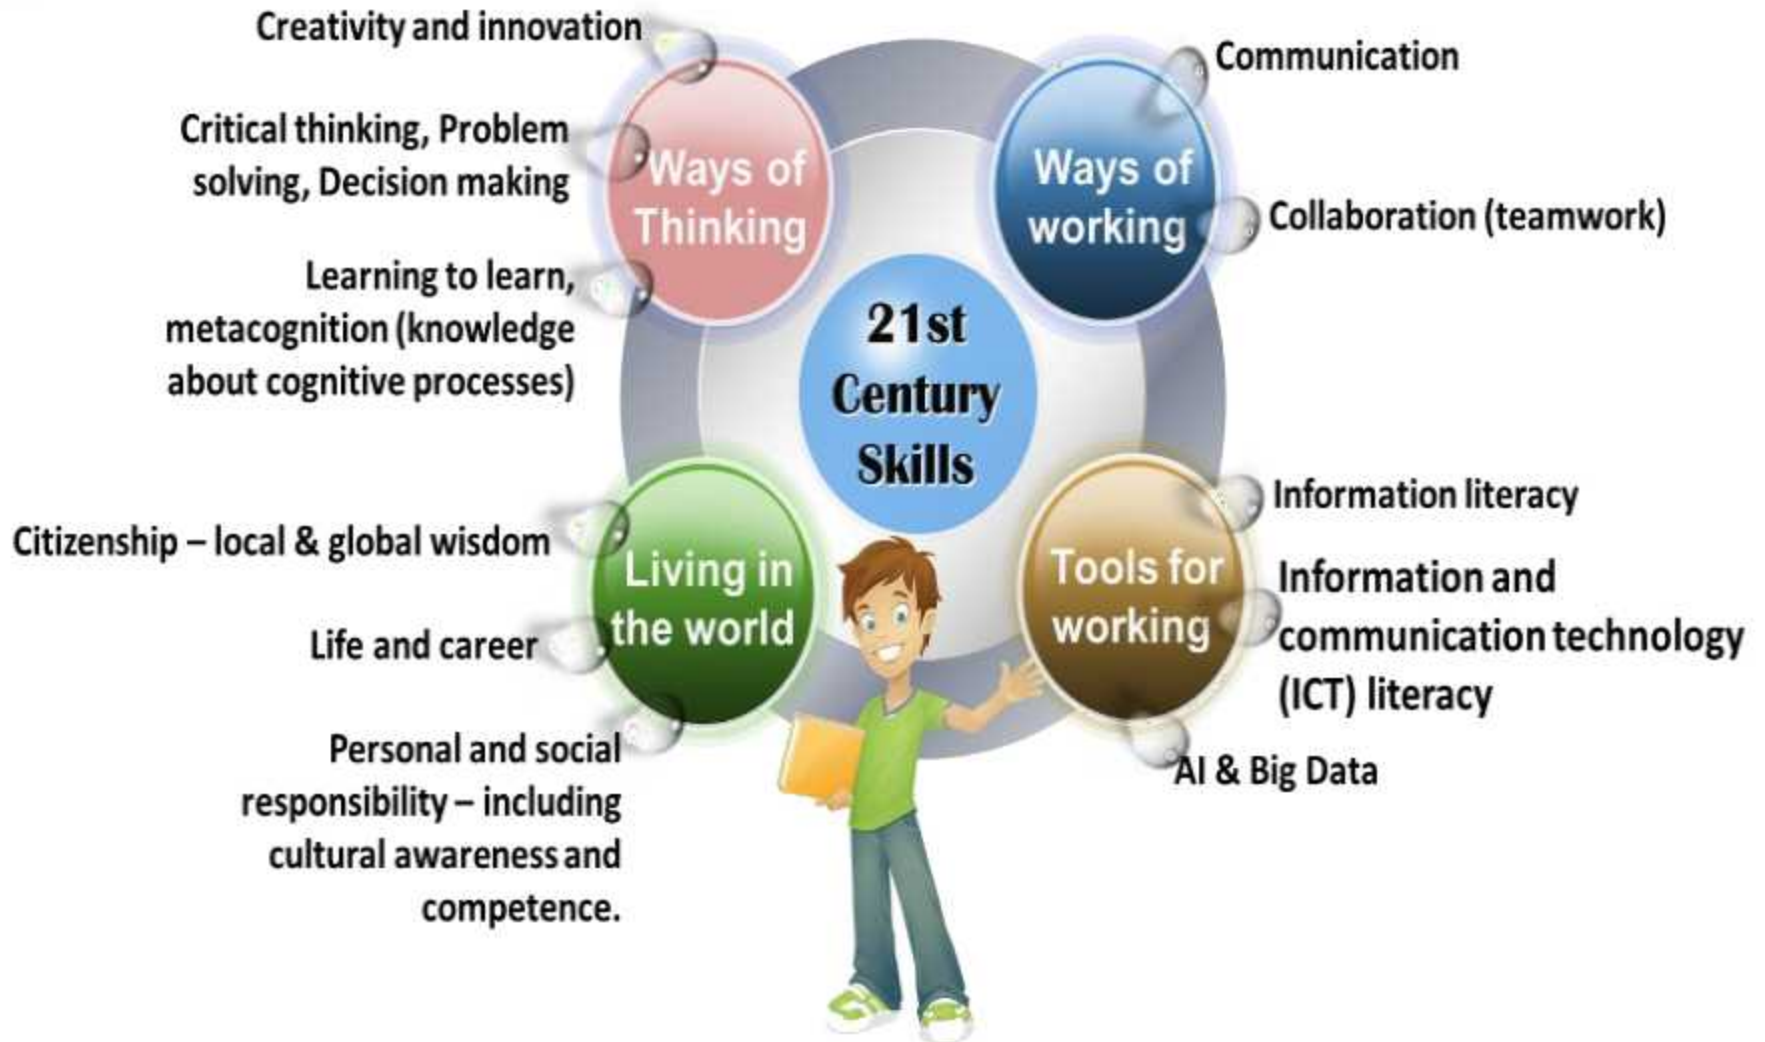 Creativity and innovation
Critical thinking, Problem
solving, Decision making
Learning to learn,
metacognition (knowledge
about cognitive processes)
Ways of
Thinking
Ways of
working
Communication
Collaboration (teamwork)
21st
Century
Skills
Citizenship – local & global wisdom
Life and career
Personal and social
responsibility – including
cultural awareness and
competence.
Living in
the world
Tools for
working
Information literacy
Information and
communication technology
(ICT) literacy
AI & Big Data